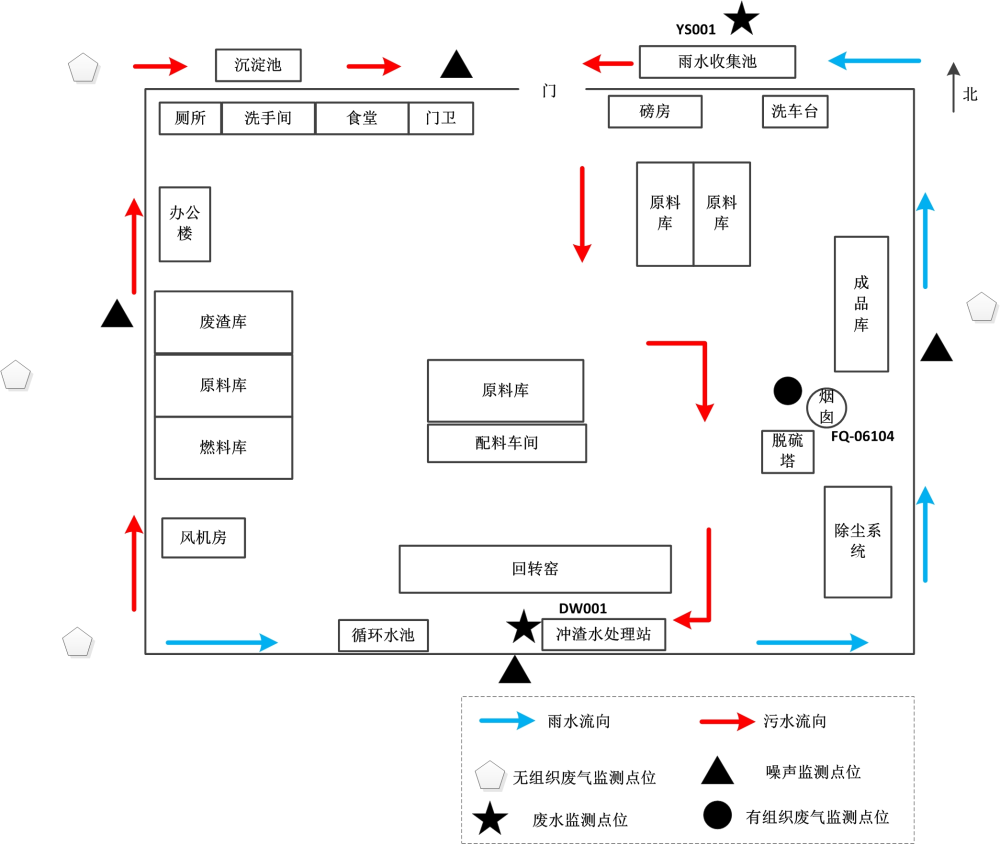 YS001
沉淀池
雨水收集池
北
门
厕所
洗手间
食堂
门卫
磅房
洗车台
办公
楼
原料
库
原料
库
成
品
库
废渣库
原料库
燃料库
原料库
配料车间
烟
囱
FQ-06104
脱硫
塔
风机房
除尘系
统
回转窑
DW001
循环水池
冲渣水处理站
雨水流向
污水流向
无组织废气监测点位
噪声监测点位
废水监测点位
有组织废气监测点位